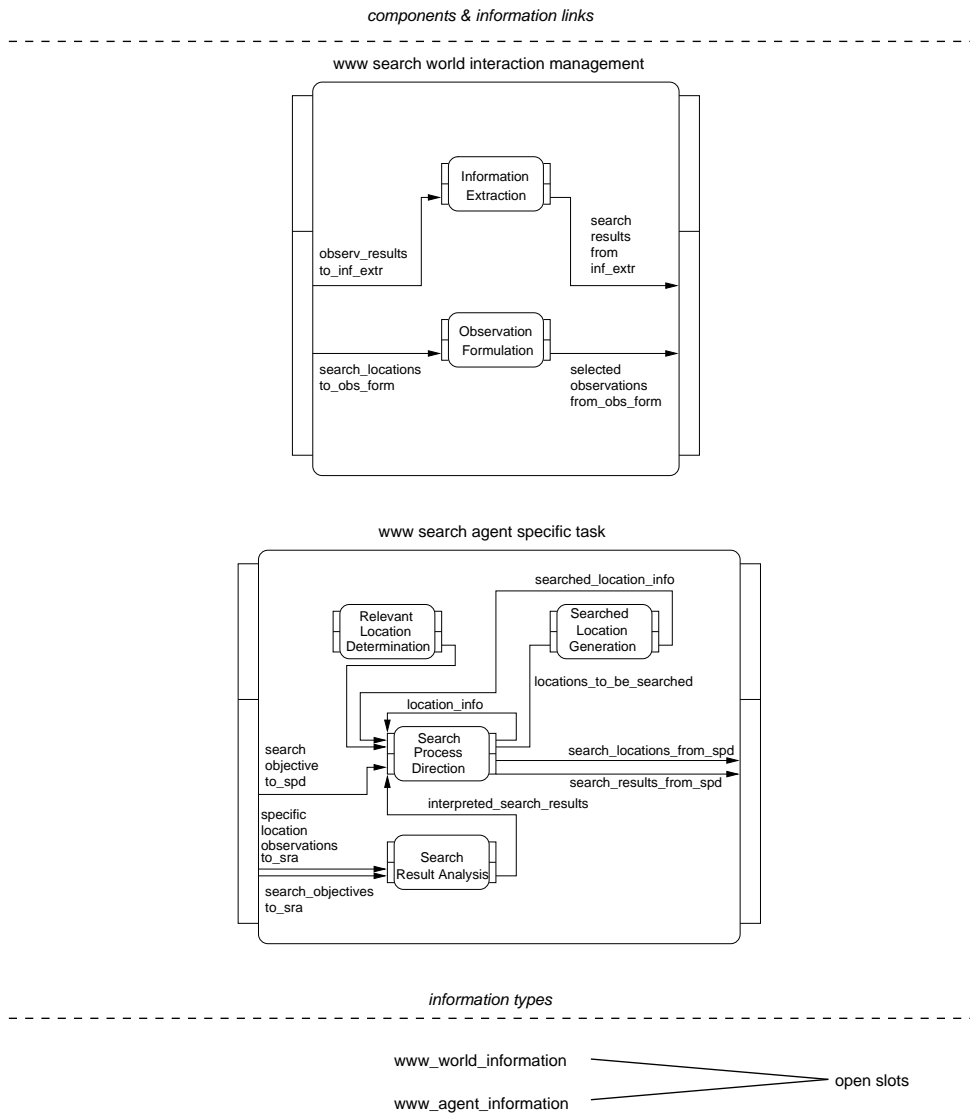 components & information links
www search world interaction management
Information
Extraction
observ_results
to_inf_extr
search
results
from
inf_extr
Observation
Formulation
search_locations
to_obs_form
selected
observations
from_obs_form
www search agent specific task
searched_location_info
Relevant
Location
Determination
Searched
Location
Generation
locations_to_be_searched
location_info
search
objective
to_spd
Search
Process
Direction
search_locations_from_spd
search_results_from_spd
interpreted_search_results
specific
location
observations
to_sra
Search
Result Analysis
search_objectives
to_sra
information types
www_world_information
open slots
www_agent_information